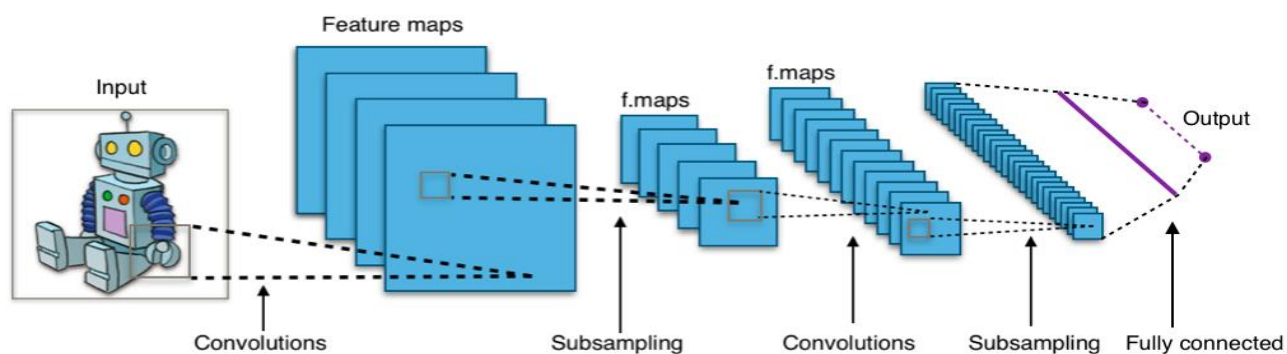 Feature maps
Input
f.maps
f.maps
Output
Convolutions
Subsampling
Convolutions
Subsampling
Fully connected